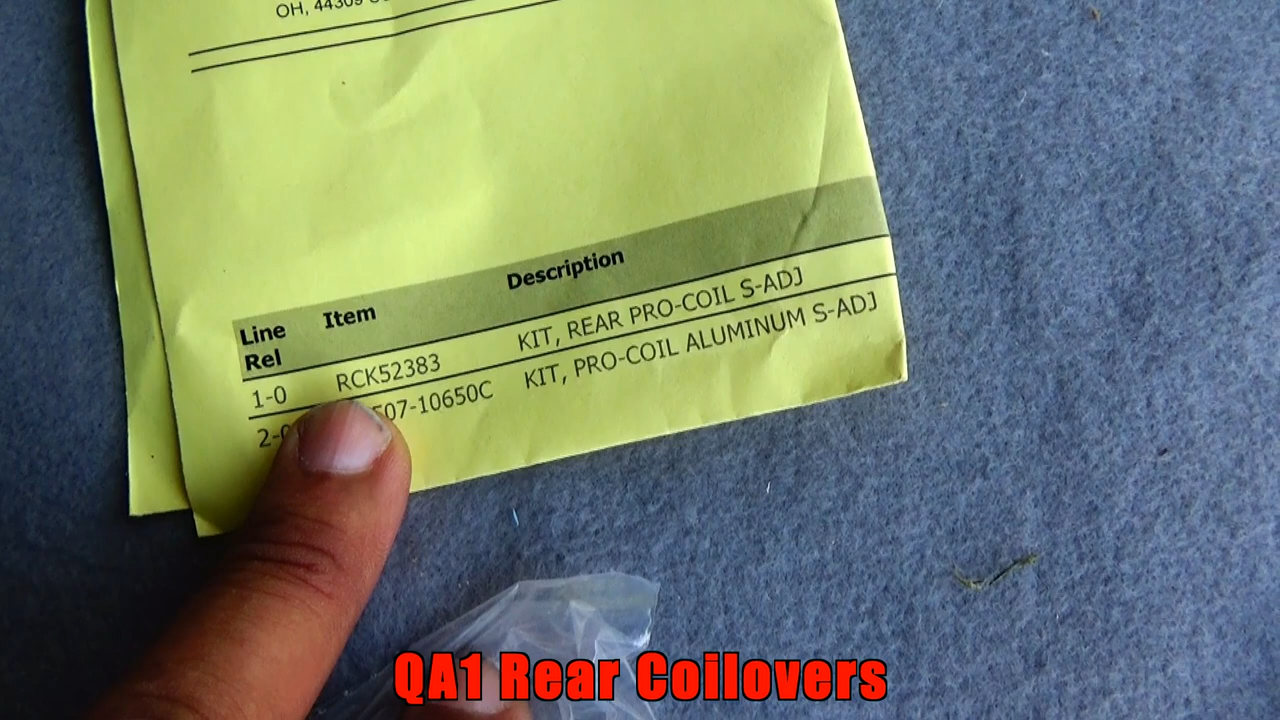 OH, 44309
Line Rel Item Description
1-0 RCK52383 KIT, REAR PRO-COIL S-ADJ
507-10650C KIT, PRO-COIL ALUMINUM S-ADJ
QA1 Rear Coilovers